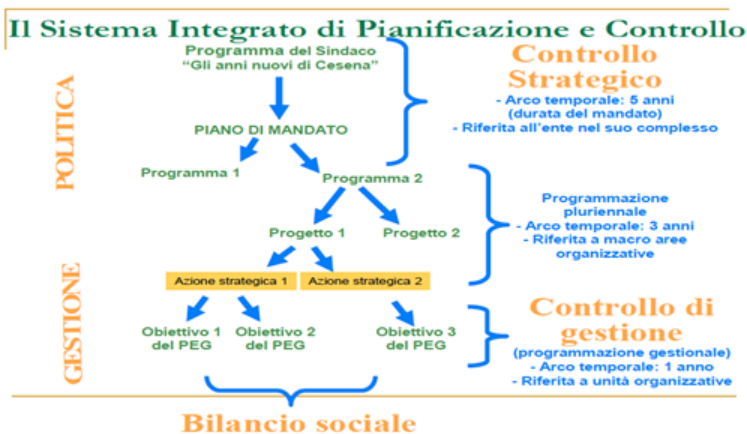 Il Sistema Integrato di Pianificazione e Controllo
Programma del Sindaco
“Gli anni nuovi di Cesena”
Controllo
Strategico
- Arco temporale: 5 anni
(durata del mandato)
- Riferita all'ente nel suo complesso
POLITICA
PIANO DI MANDATO
Programma 1
Programma 2
Programmazione
pluriennale
- Arco temporale: 3 anni
- Riferita a macro aree
organizzative
Progetto 1
Progetto 2
GESTIONE
Azione strategica 1
Azione strategica 2
Obiettivo 1
del PEG
Obiettivo 2
del PEG
Obiettivo 3
del PEG
Controllo di
gestione
(programmazione gestionale)
- Arco temporale: 1 anno
- Riferita a unità organizzative
Bilancio sociale